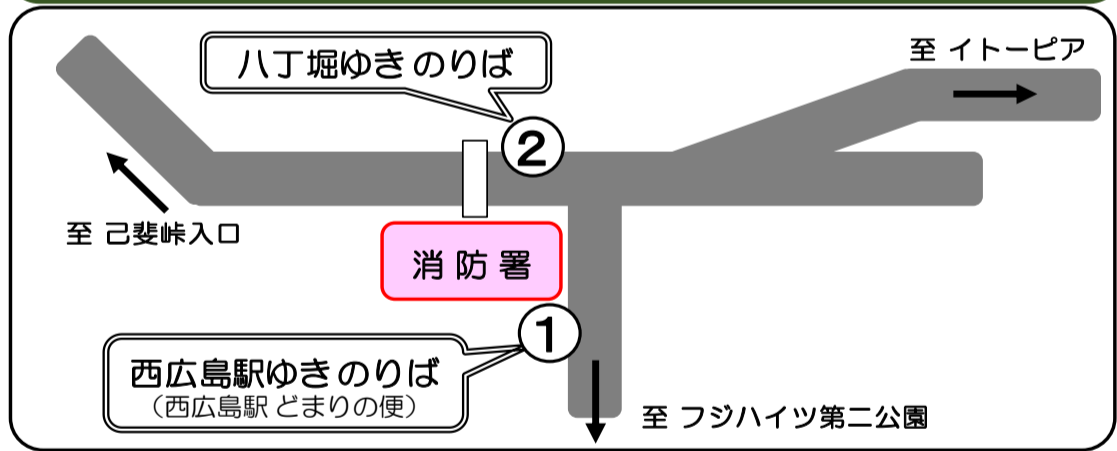 八丁堀ゆき のりば
至 イトーピア
②
至 己斐峠入口
消防署
①
西広島駅ゆき のりば
（西広島駅 どまりの便）
至 フジハイツ第二公園